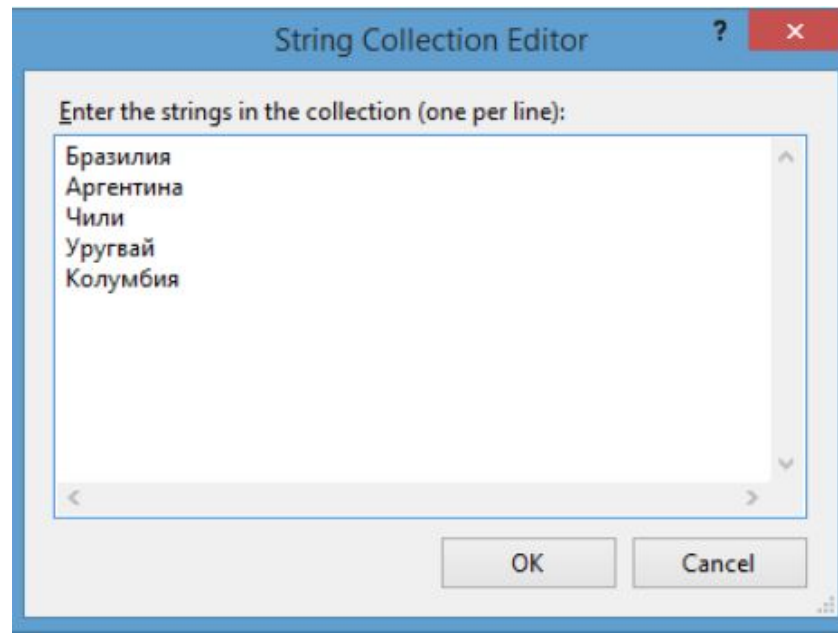 String Collection Editor
? ×
Enter the strings in the collection (one per line):
Бразилия
Аргентина
Чили
Уругвай
Колумбия
OK Cancel